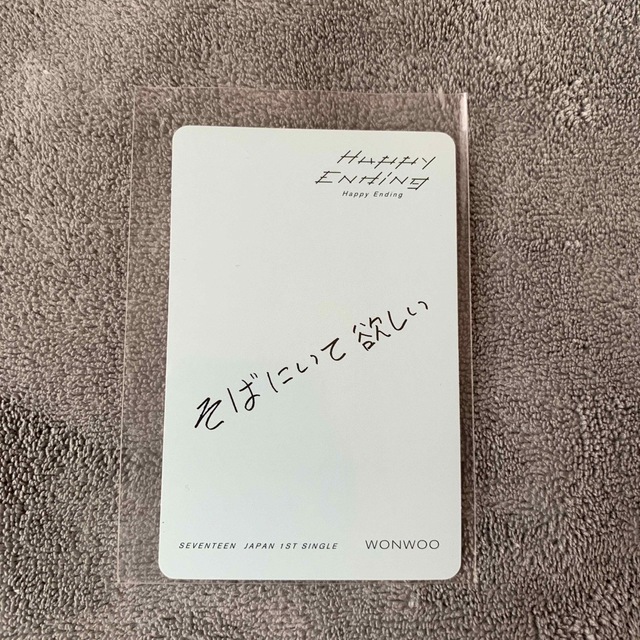 HAPPY
ENDiNg
Happy Ending
そばにいて欲しい
SEVENTEEN JAPAN 1ST SINGLE WONWOO